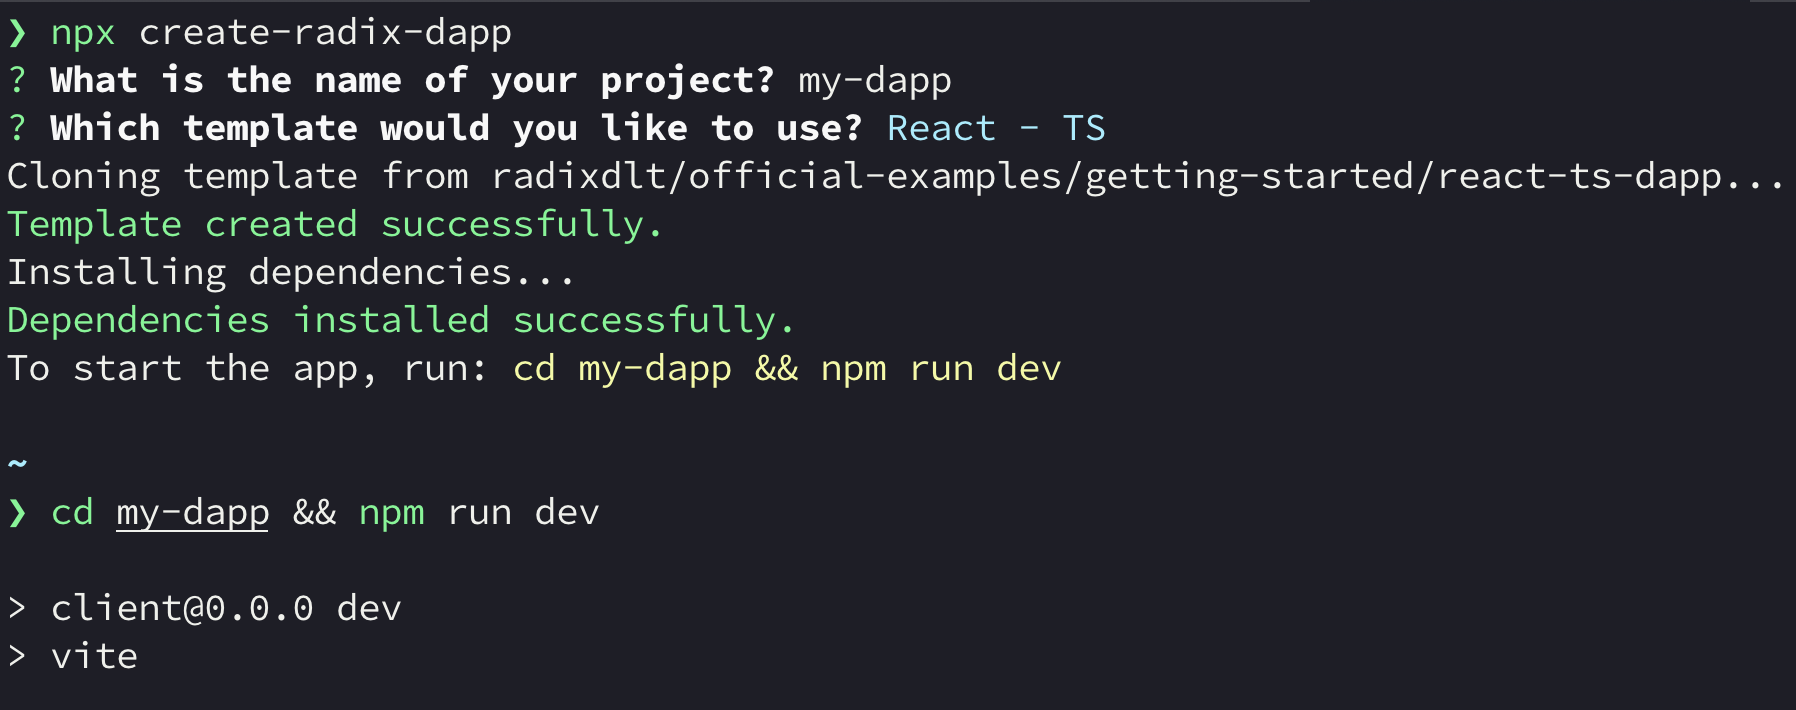 ❯ npx create-radix-dapp
? What is the name of your project? my-dapp
? Which template would you like to use? React - TS
Cloning template from radixdlt/official-examples/getting-started/react-ts-dapp...
Template created successfully.
Installing dependencies...
Dependencies installed successfully.
To start the app, run: cd my-dapp && npm run dev
~
❯ cd my-dapp && npm run dev
> client@0.0.0 dev
> vite